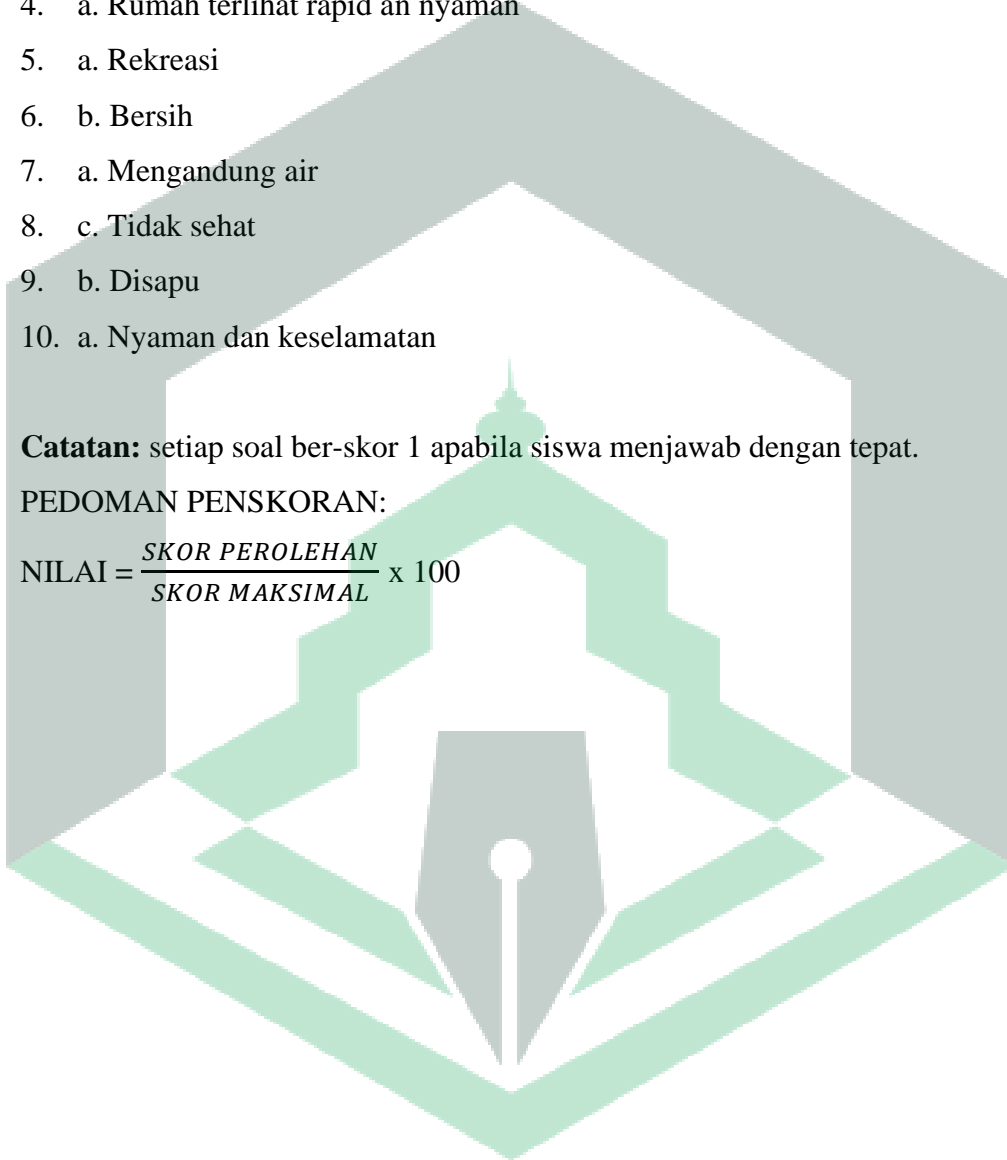 4. a. Rumah terlihat rapid an nyaman
5. a. Rekreasi
6. b. Bersih
7. a. Mengandung air
8. c. Tidak sehat
9. b. Disapu
10. a. Nyaman dan keselamatan
Catatan: setiap soal ber-skor 1 apabila siswa menjawab dengan tepat.
PEDOMAN PENSKORAN:
NILAI = SKOR PEROLEHAN / SKOR MAKSIMAL x 100